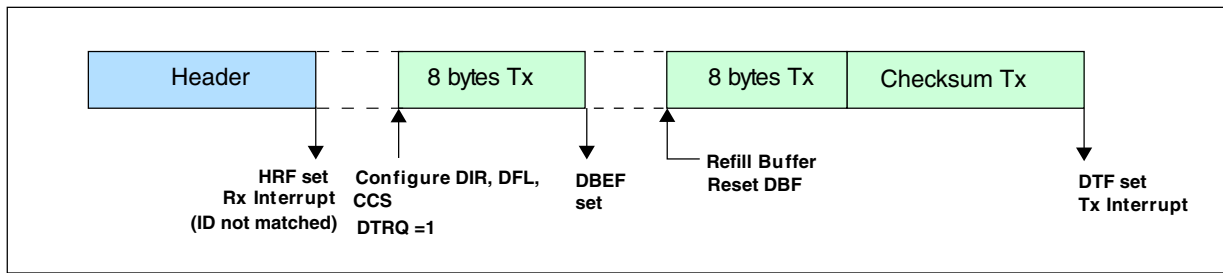 Header
8 bytes Tx
8 bytes Tx
Checksum Tx
HRF set
Rx Interrupt
(ID not matched)
Configure DIR, DFL,
CCS
DTRQ =1
DBEF
set
Refill Buffer
Reset DBF
DTF set
Tx Interrupt